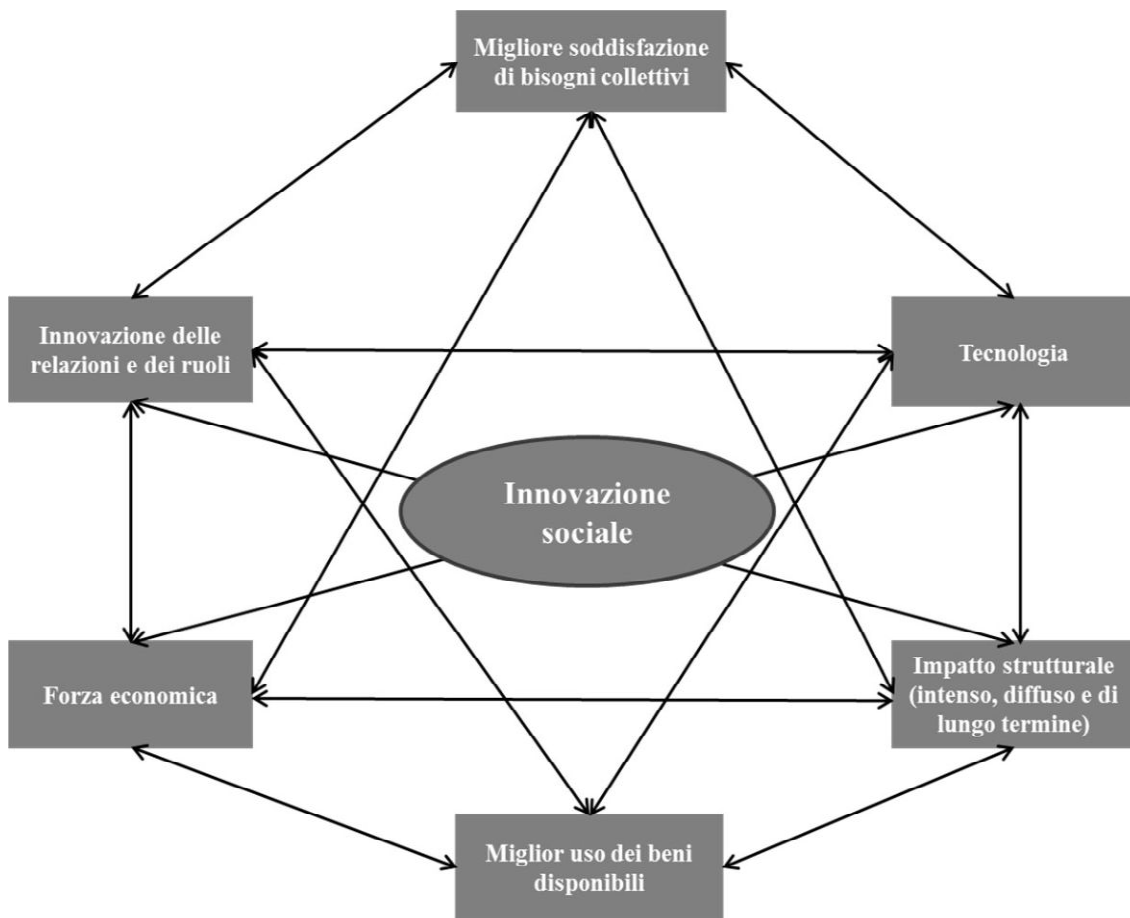 Migliore soddisfazione
di bisogni collettivi
Innovazione delle
relazioni e dei ruoli
Tecnologia
Innovazione
sociale
Forza economica
Impatto strutturale
(intenso, diffuso e di
lungo termine)
Miglior uso dei beni
disponibili